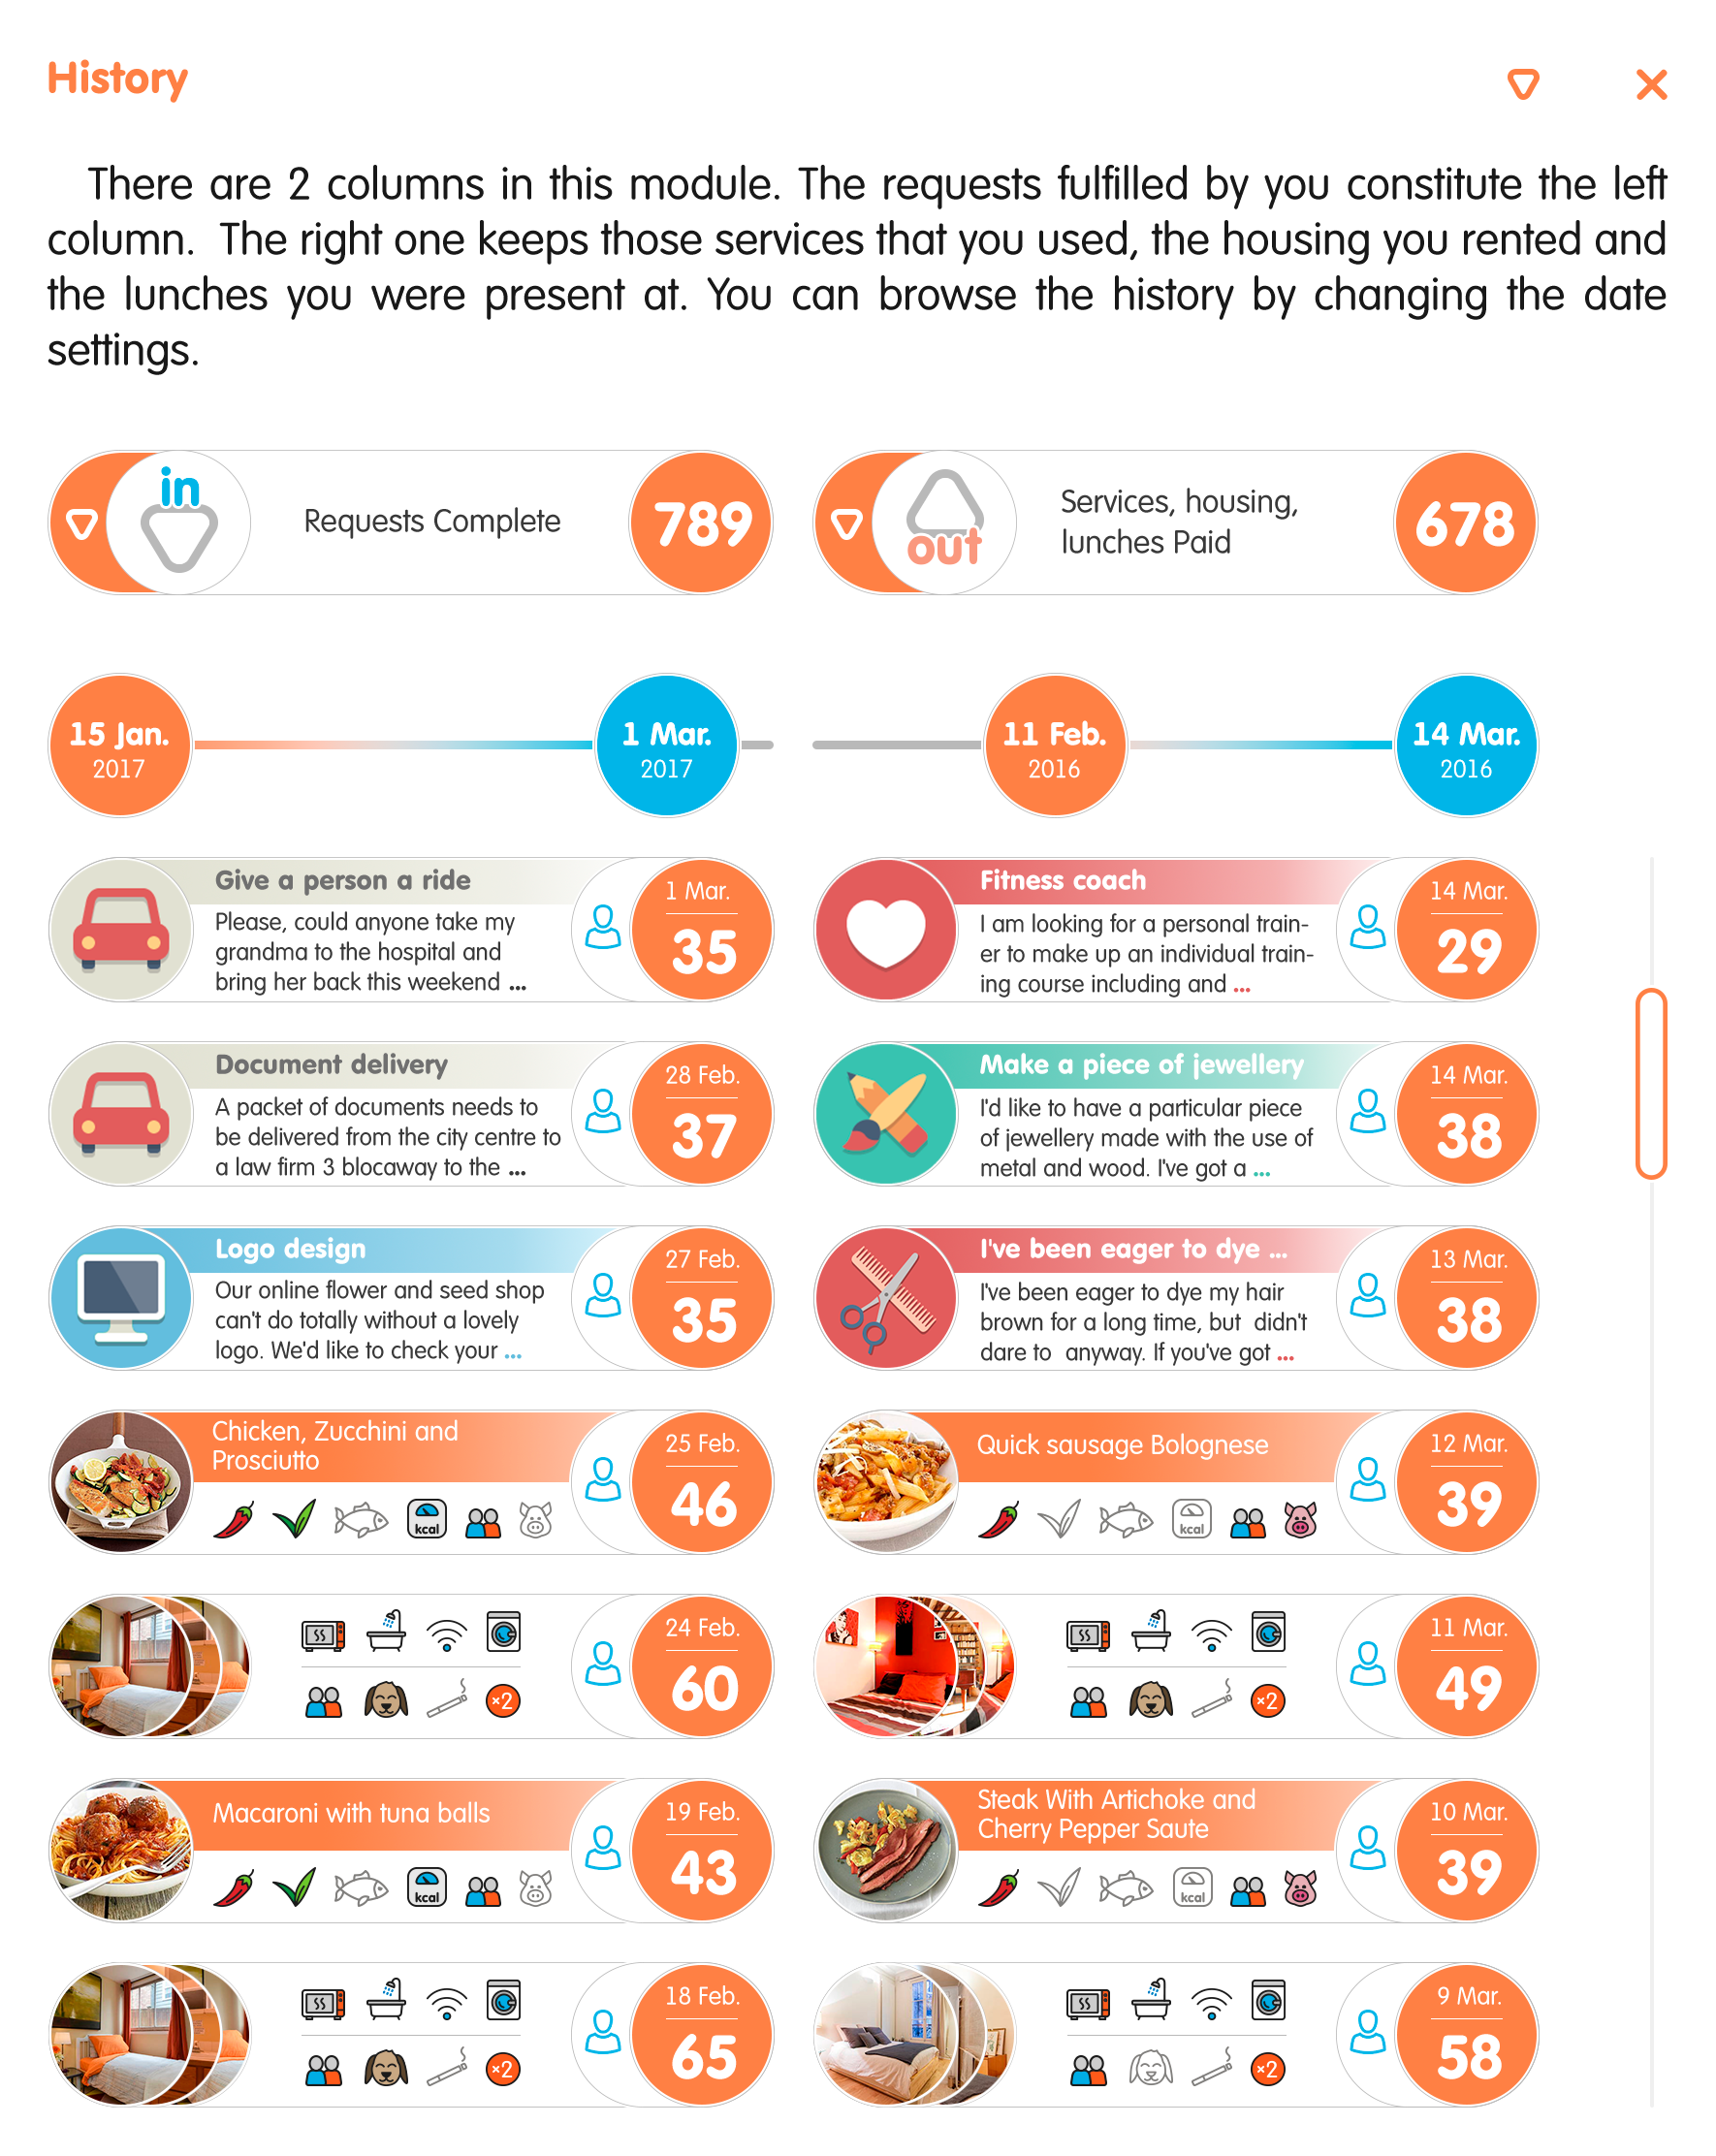 History
There are 2 columns in this module. The requests fulfilled by you constitute the left
column. The right one keeps those services that you used, the housing you rented and
the lunches you were present at. You can browse the history by changing the date
settings.
in
Requests Complete
789
out
Services, housing,
lunches Paid
678
15 Jan.
2017
1 Mar.
2017
11 Feb.
2016
14 Mar.
2016
Give a person a ride
Please, could anyone take my
grandma to the hospital and
bring her back this weekend ...
1 Mar.
35
Fitness coach
I am looking for a personal train-
er to make up an individual train-
ing course including and ...
14 Mar.
29
Document delivery
A packet of documents needs to
be delivered from the city centre to
a law firm 3 blocaway to the ...
28 Feb.
37
Make a piece of jewellery
I'd like to have a particular piece
of jewellery made with the use of
metal and wood. I've got a ...
14 Mar.
38
Logo design
Our online flower and seed shop
can't do totally without a lovely
logo. We'd like to check your ...
27 Feb.
35
I've been eager to dye ...
I've been eager to dye my hair
brown for a long time, but didn't
dare to anyway. If you've got ...
13 Mar.
38
Chicken, Zucchini and
Prosciutto
kcal
25 Feb.
46
Quick sausage Bolognese
kcal
12 Mar.
39
×2
24 Feb.
60
×2
11 Mar.
49
Macaroni with tuna balls
kcal
19 Feb.
43
Steak With Artichoke and
Cherry Pepper Saute
kcal
10 Mar.
39
×2
18 Feb.
65
×2
9 Mar.
58